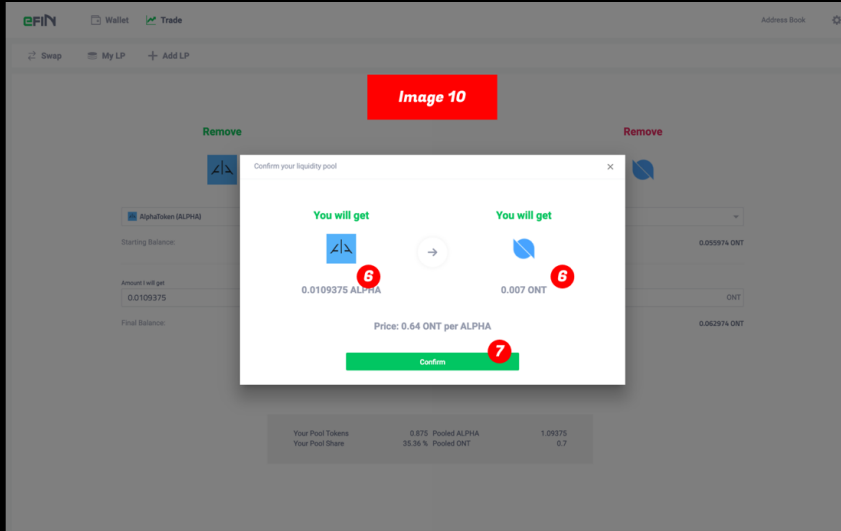 eFIN Wallet Trade Address Book
Swap My LP Add LP
Image 10
Remove Remove
Confirm your liquidity pool
You will get You will get
AlphaToken (ALPHA)
Starting Balance: 0.055974 ONT
6 6
0.0109375 ALPHA 0.007 ONT
Amount I will get
0.0109375 ONT
Final Balance: 0.062974 ONT
Price: 0.64 ONT per ALPHA
7
Confirm
Your Pool Tokens 0.875 Pooled ALPHA 1.09375
Your Pool Share 35.36 % Pooled ONT 0.7